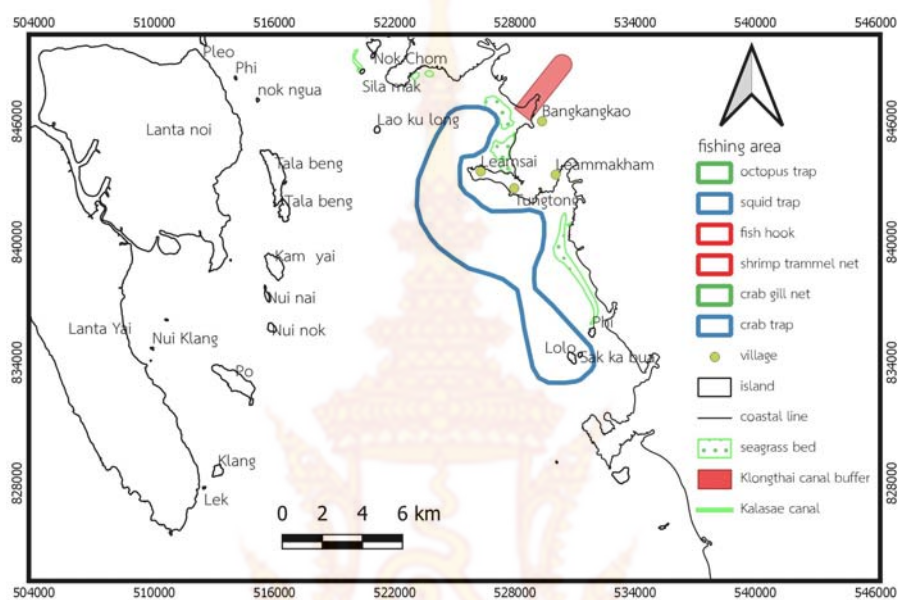 504000 510000 516000 522000 528000 534000 540000 546000
846000
840000
834000
828000
846000
840000
834000
828000
Pleo
Phi
nok ngua
Lanta noi
Nok Chom
Sila mak
Lao ku long
Bangkangkao
Leamsai
Leammakham
Tungtong
Tala beng
Tala beng
Kam yai
Nui nai
Nui nok
Lanta Yai
Nui Klang
Po
Klang
Lek
Phi
Lolo
Sak ka bua
fishing area
octopus trap
squid trap
fish hook
shrimp trammel net
crab gill net
crab trap
village
island
coastal line
seagrass bed
Klongthai canal buffer
Kalasae canal
0 2 4 6 km
504000 510000 516000 522000 528000 534000 540000 546000